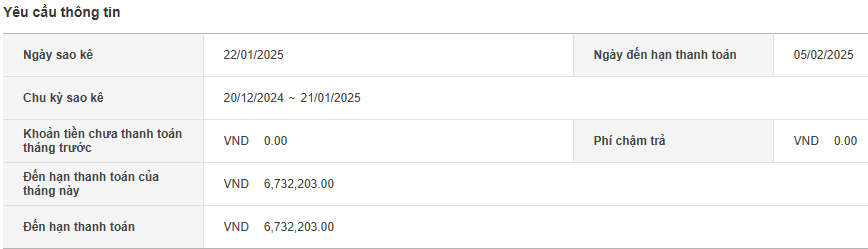 Yêu cầu thông tin
Ngày sao kê
22/01/2025
Ngày đến hạn thanh toán
05/02/2025
Chu kỳ sao kê
20/12/2024 ~ 21/01/2025
Khoản tiền chưa thanh toán
tháng trước
VND 0.00
Phí chậm trả
VND 0.00
Đến hạn thanh toán của
tháng này
VND 6,732,203.00
Đến hạn thanh toán
VND 6,732,203.00